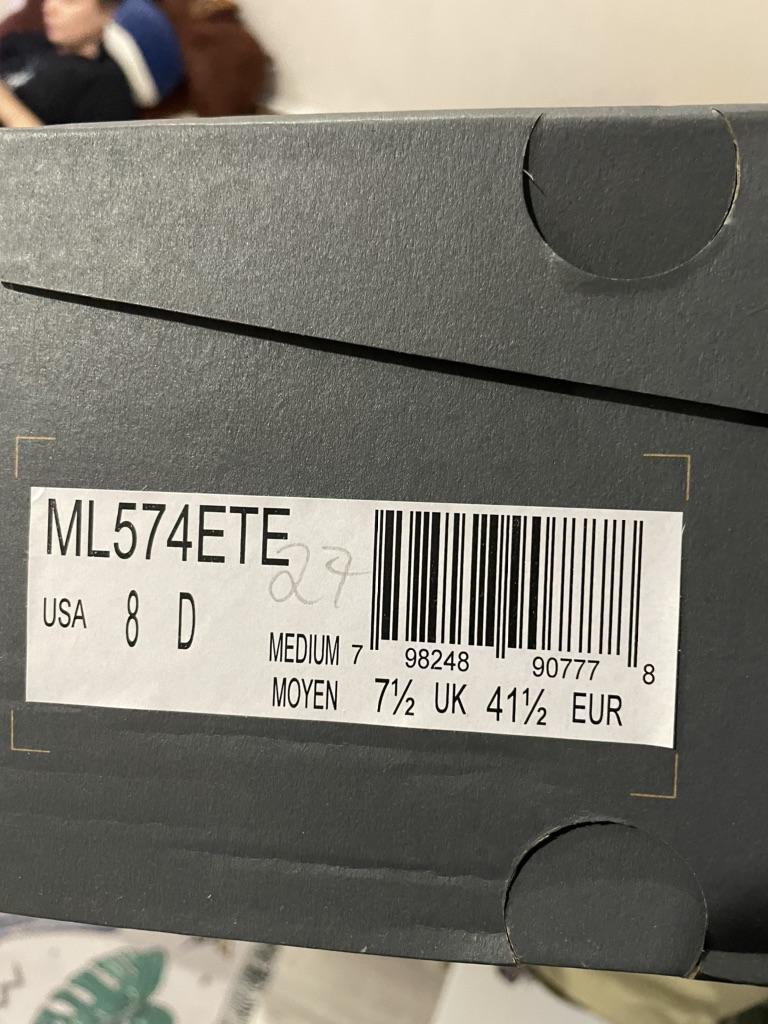 ML574ETE
27
USA 8 D
MEDIUM 7 98248 90777 8
MOYEN 7½ UK 41½ EUR